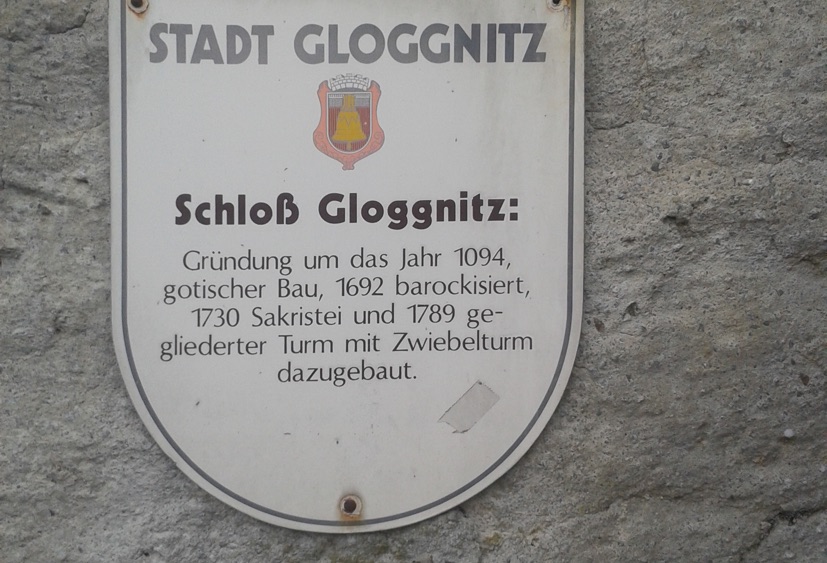 STADT GLOGGNITZ
Schloß Gloggnitz:
Gründung um das Jahr 1094,
gotischer Bau, 1692 barockisiert,
1730 Sakristei und 1789 ge-
gliederter Turm mit Zwiebelturm
dazugebaut.